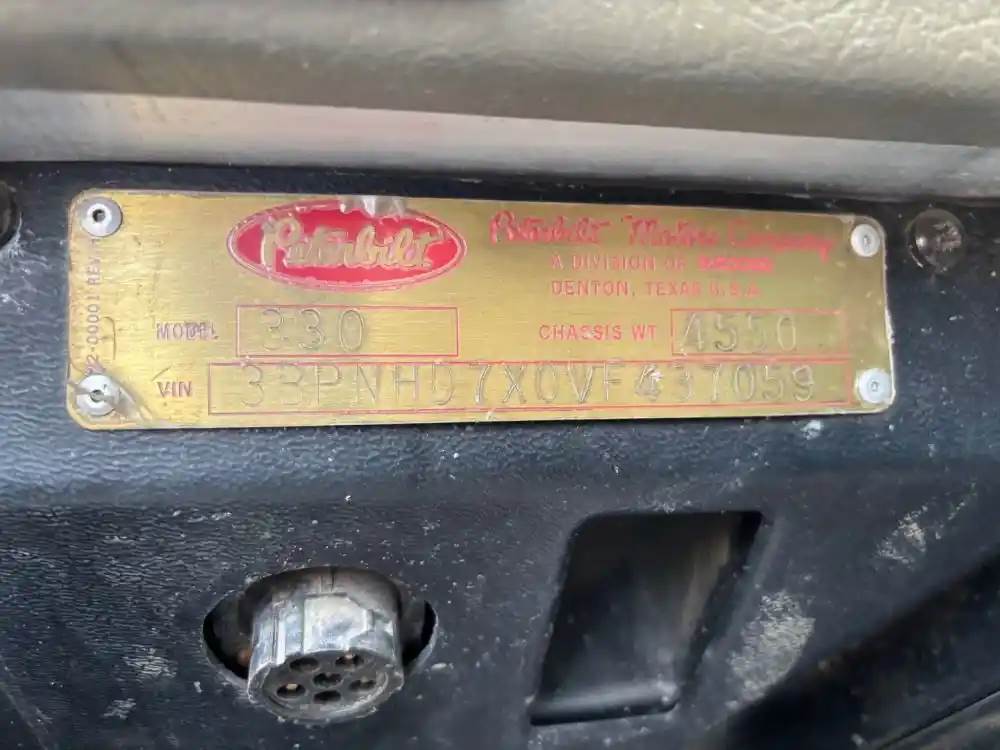 Peterbilt
Peterbilt Motors Company
A DIVISION OF
DENTON, TEXAS U.S.A.
MODEL 330 CHASSIS WT 4550
VIN 3BPNHD7X0VF437059